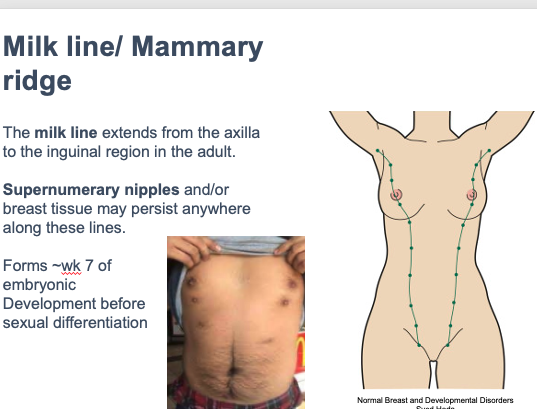 Milk line/ Mammary
ridge
The milk line extends from the axilla
to the inguinal region in the adult.
Supernumerary nipples and/or
breast tissue may persist anywhere
along these lines.
Forms ~wk 7 of
embryonic
Development before
sexual differentiation
Normal Breast and Developmental Disorders